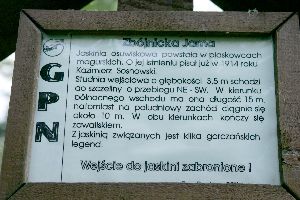 Zbójnicka Jama
Jaskinia osuwiskowa powstała w piaskowcach
magurskich. O jej istnieniu pisał już w 1914 roku
Kazimierz Sosnowski.
Studnia wejściowa o głębokości 3,5 m schodzi
do szczeliny o przebiegu NE - SW. W kierunku
północnego wschodu ma ona długość 15 m,
natomiast na południowy zachód ciągnie się
około 10 m. W obu kierunkach kończy się
zawaliskiem.
Z jaskinią związanych jest kilka gorczańskich
legend.
Wejście do jaskini zabronione !
GPN